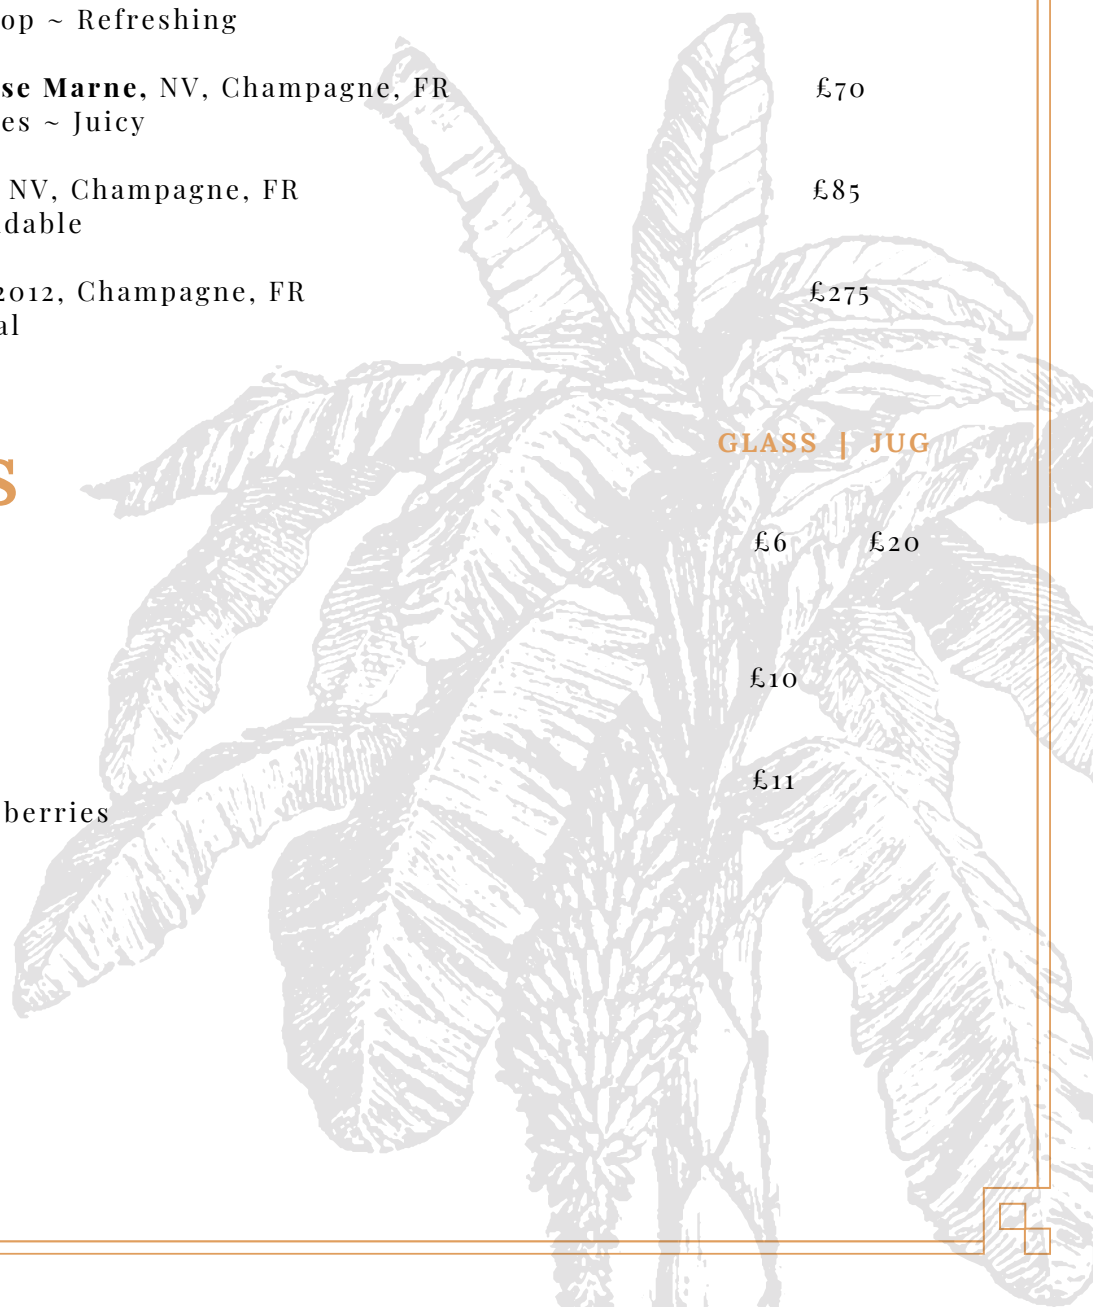 op ~ Refreshing
se Marne, NV, Champagne, FR £70
es ~ Juicy
NV, Champagne, FR £85
dable
2012, Champagne, FR £275
al
GLASS | JUG
S
£6 £20
£10
£11
berries